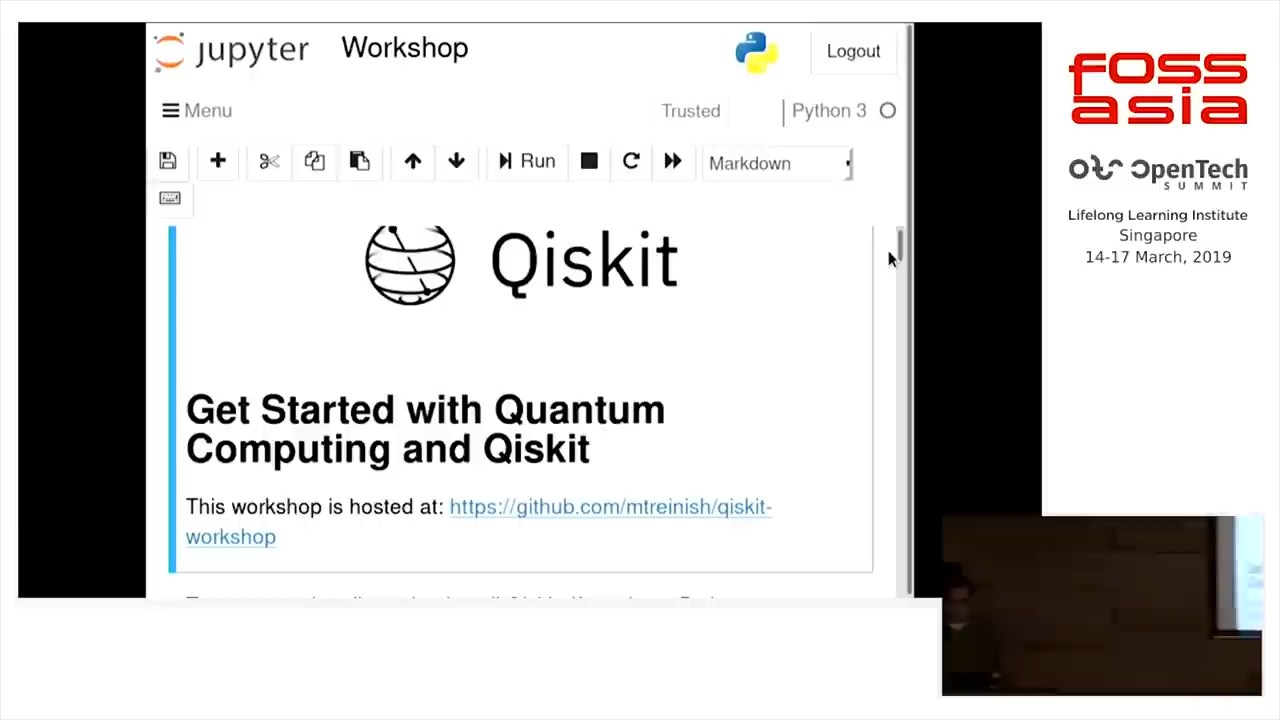 jupyter Workshop
Logout
Menu
Trusted
Python 3
Run
Markdown
Qiskit
Get Started with Quantum
Computing and Qiskit
This workshop is hosted at: https://github.com/mtreinish/qiskit-
workshop
FOSS
asia
OpenTech
SUMMIT
Lifelong Learning Institute
Singapore
14-17 March, 2019